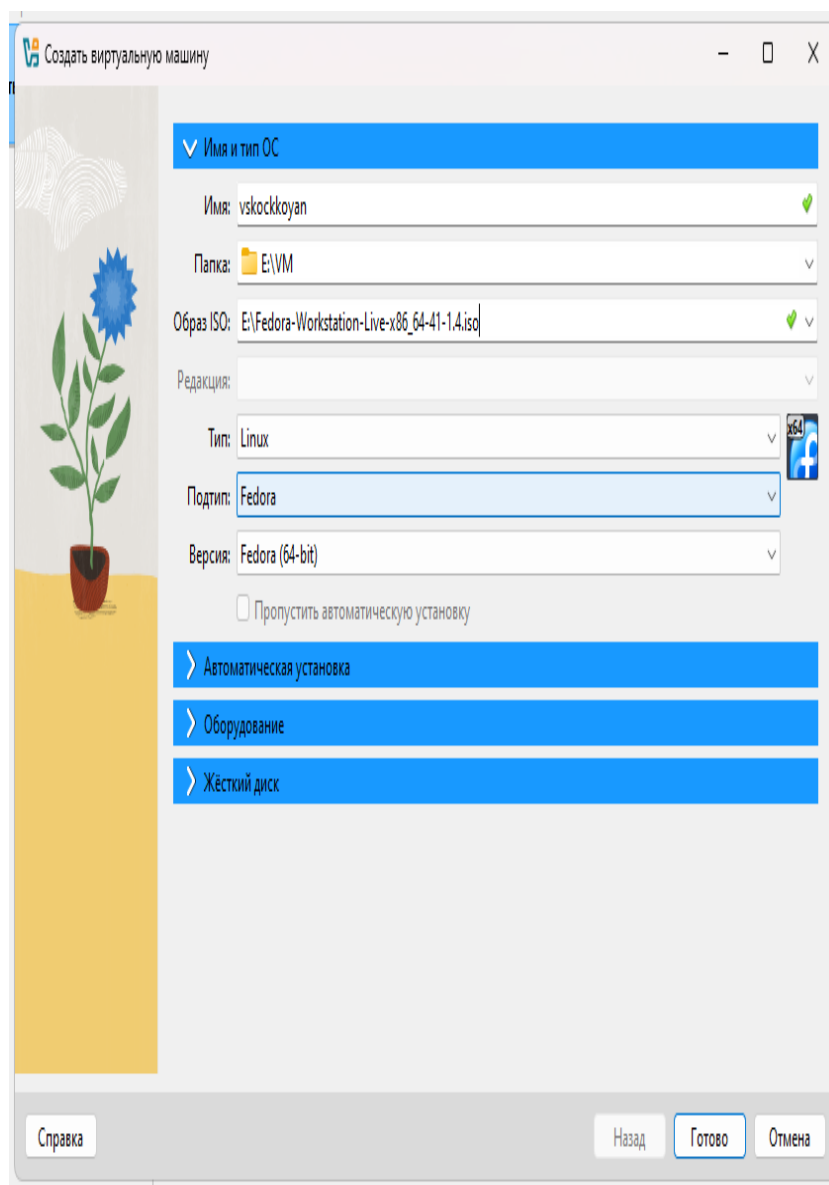 Создать виртуальную машину
Имя и тип ОС
Имя: vskockkoyan
Папка: E:\VM
Образ ISO: E:\Fedora-Workstation-Live-x86_64-41-1.4.iso
Редакция:
Тип: Linux
x64
Подтип: Fedora
Версия: Fedora (64-bit)
Пропустить автоматическую установку
Автоматическая установка
Оборудование
Жёсткий диск
Справка Назад Готово Отмена